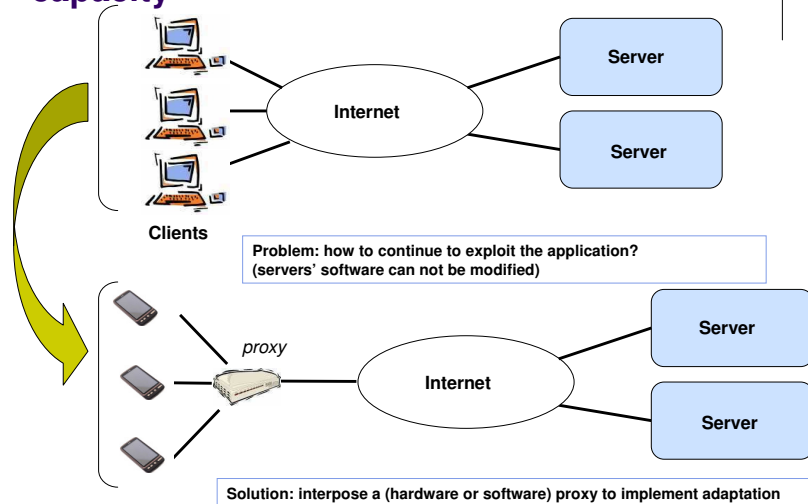 capacity
Server
Internet
Server
Clients
Problem: how to continue to exploit the application?
(servers' software can not be modified)
proxy
Server
Internet
Server
Solution: interpose a (hardware or software) proxy to implement adaptation